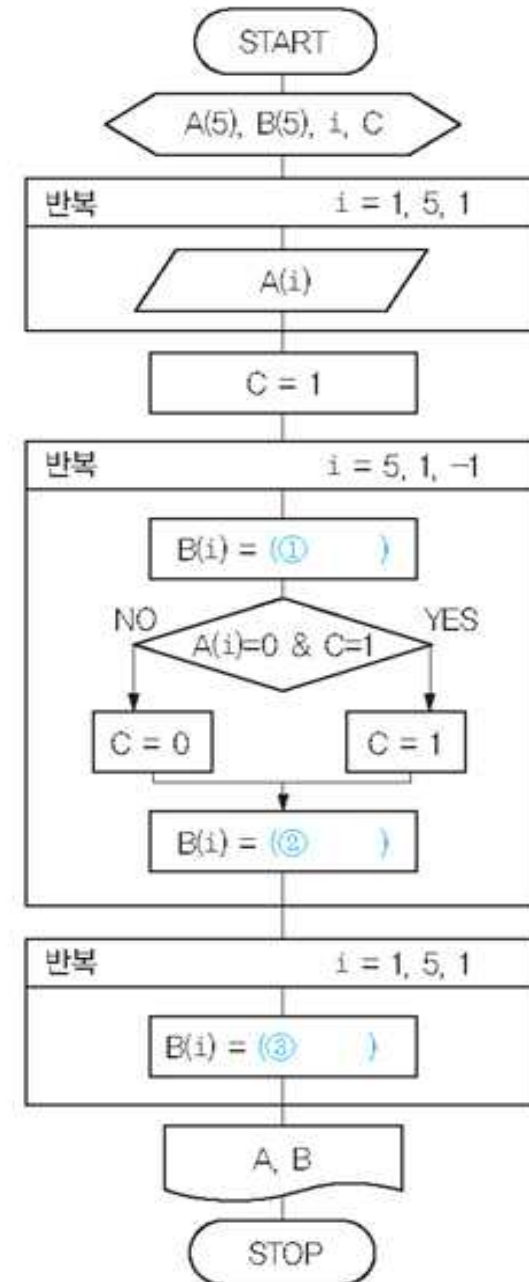 START
A(5), B(5), i, C
반복 i = 1, 5, 1
A(i)
C = 1
반복 i = 5, 1, -1
B(i) = (① )
NO YES
A(i)=0 & C=1
C = 0 C = 1
B(i) = (② )
반복 i = 1, 5, 1
B(i) = (③ )
A, B
STOP